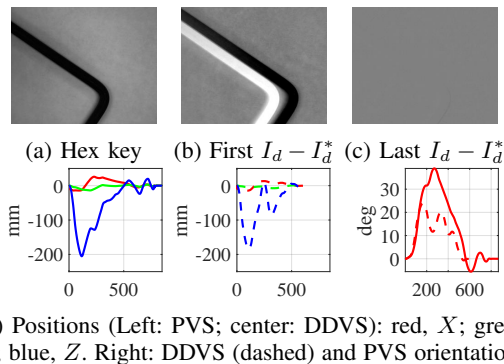 (a) Hex key (b) First I_d − I_d^* (c) Last I_d − I_d^*
mm
0
-100
-200
0 500
mm
0
-100
-200
0 500
deg
30
20
10
0
200 600
) Positions (Left: PVS; center: DDVS): red, X; gre
, blue, Z. Right: DDVS (dashed) and PVS orientatio